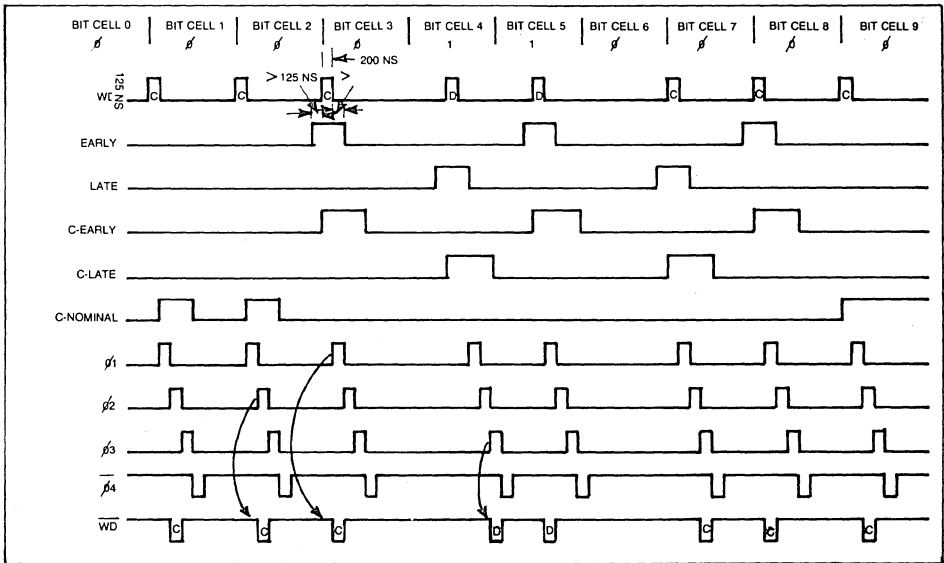 BIT CELL 0 BIT CELL 1 BIT CELL 2 BIT CELL 3 BIT CELL 4 BIT CELL 5 BIT CELL 6 BIT CELL 7 BIT CELL 8 BIT CELL 9
Ø Ø Ø Ø 1 1 Ø Ø Ø Ø
200 NS
> 125 NS >
125 NS
WD C C C D D C C C
EARLY
LATE
C-EARLY
C-LATE
C-NOMINAL
Ø1
Ø2
Ø3
Ø4
WD C C C D D C C C